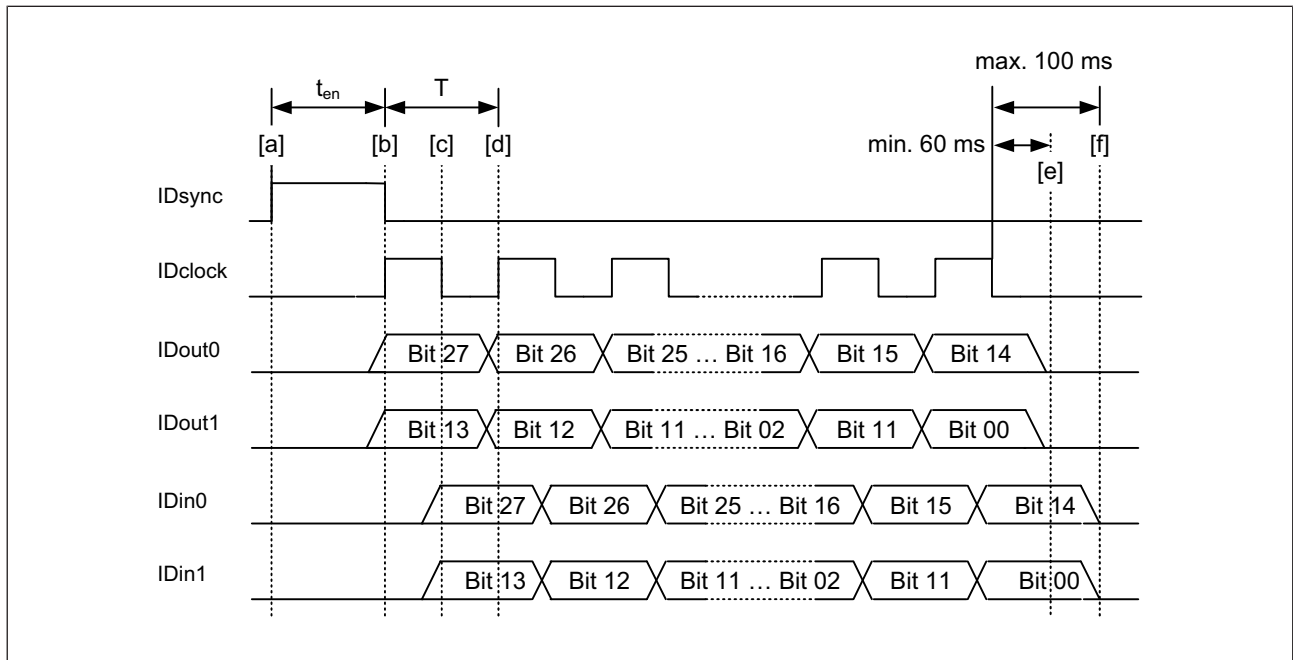 max. 100 ms
t_en T
[a] [b] [c] [d] min. 60 ms [e] [f]
IDsync
IDclock
IDout0 Bit 27 Bit 26 Bit 25 … Bit 16 Bit 15 Bit 14
IDout1 Bit 13 Bit 12 Bit 11 … Bit 02 Bit 11 Bit 00
IDin0 Bit 27 Bit 26 Bit 25 … Bit 16 Bit 15 Bit 14
IDin1 Bit 13 Bit 12 Bit 11 … Bit 02 Bit 11 Bit 00